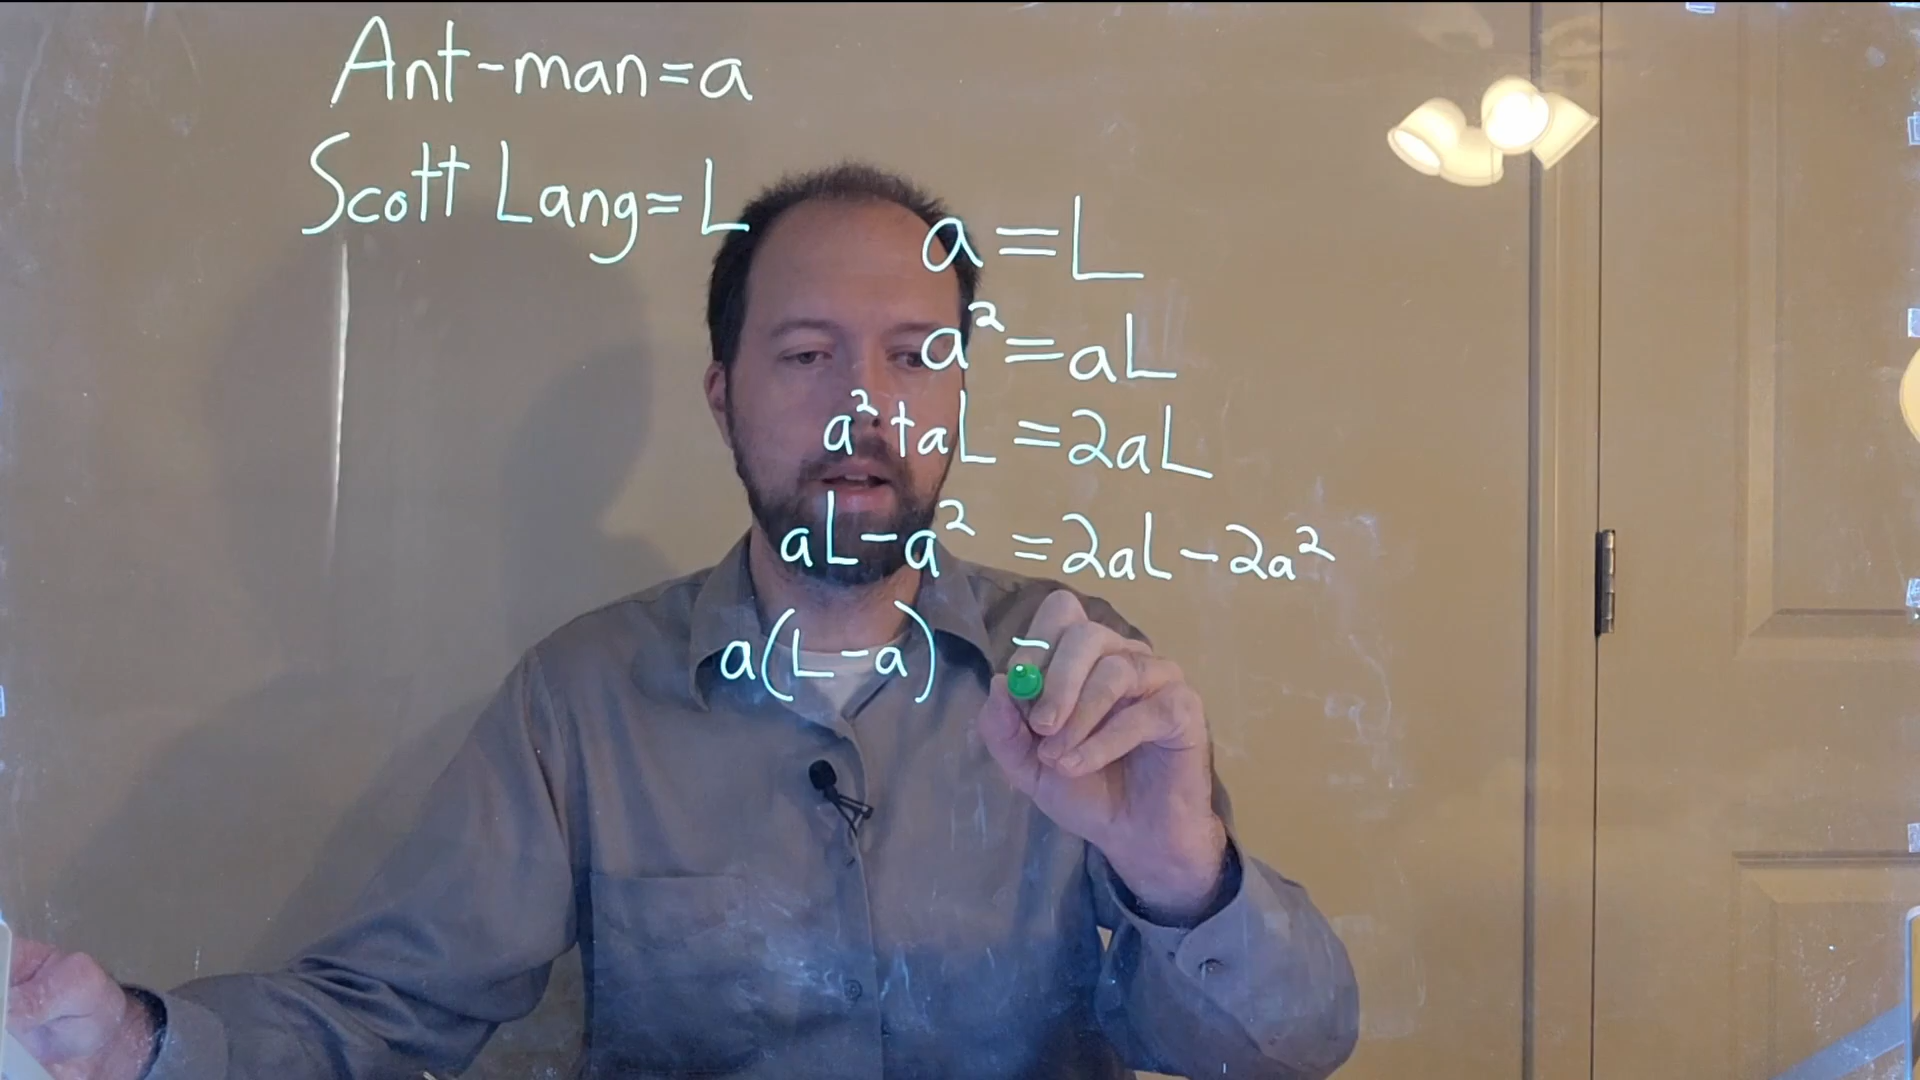 Ant-man=a
Scott Lang=L
a=L
a²=aL
a²+aL=2aL
aL-a²=2aL-2a²
a(L-a)